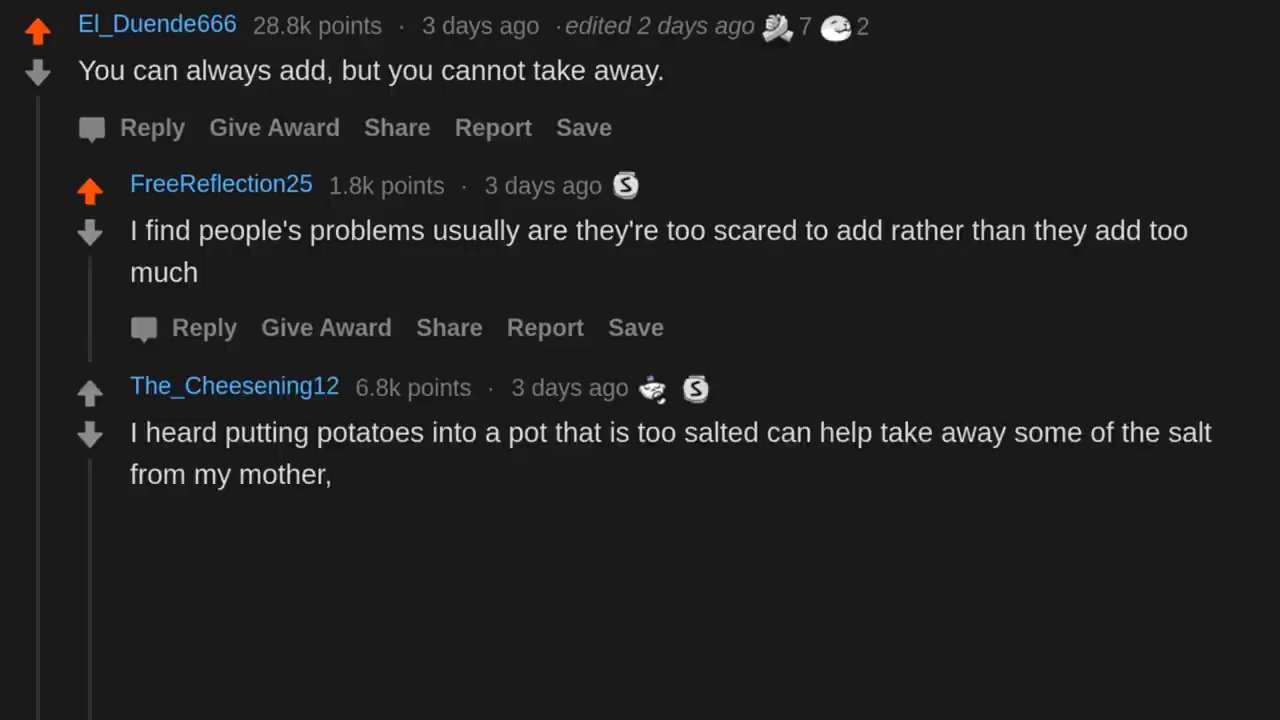 El_Duende666 28.8k points · 3 days ago · edited 2 days ago 7 2
You can always add, but you cannot take away.
Reply Give Award Share Report Save
FreeReflection25 1.8k points · 3 days ago S
I find people's problems usually are they're too scared to add rather than they add too
much
Reply Give Award Share Report Save
The_Cheesening12 6.8k points · 3 days ago S
I heard putting potatoes into a pot that is too salted can help take away some of the salt
from my mother,